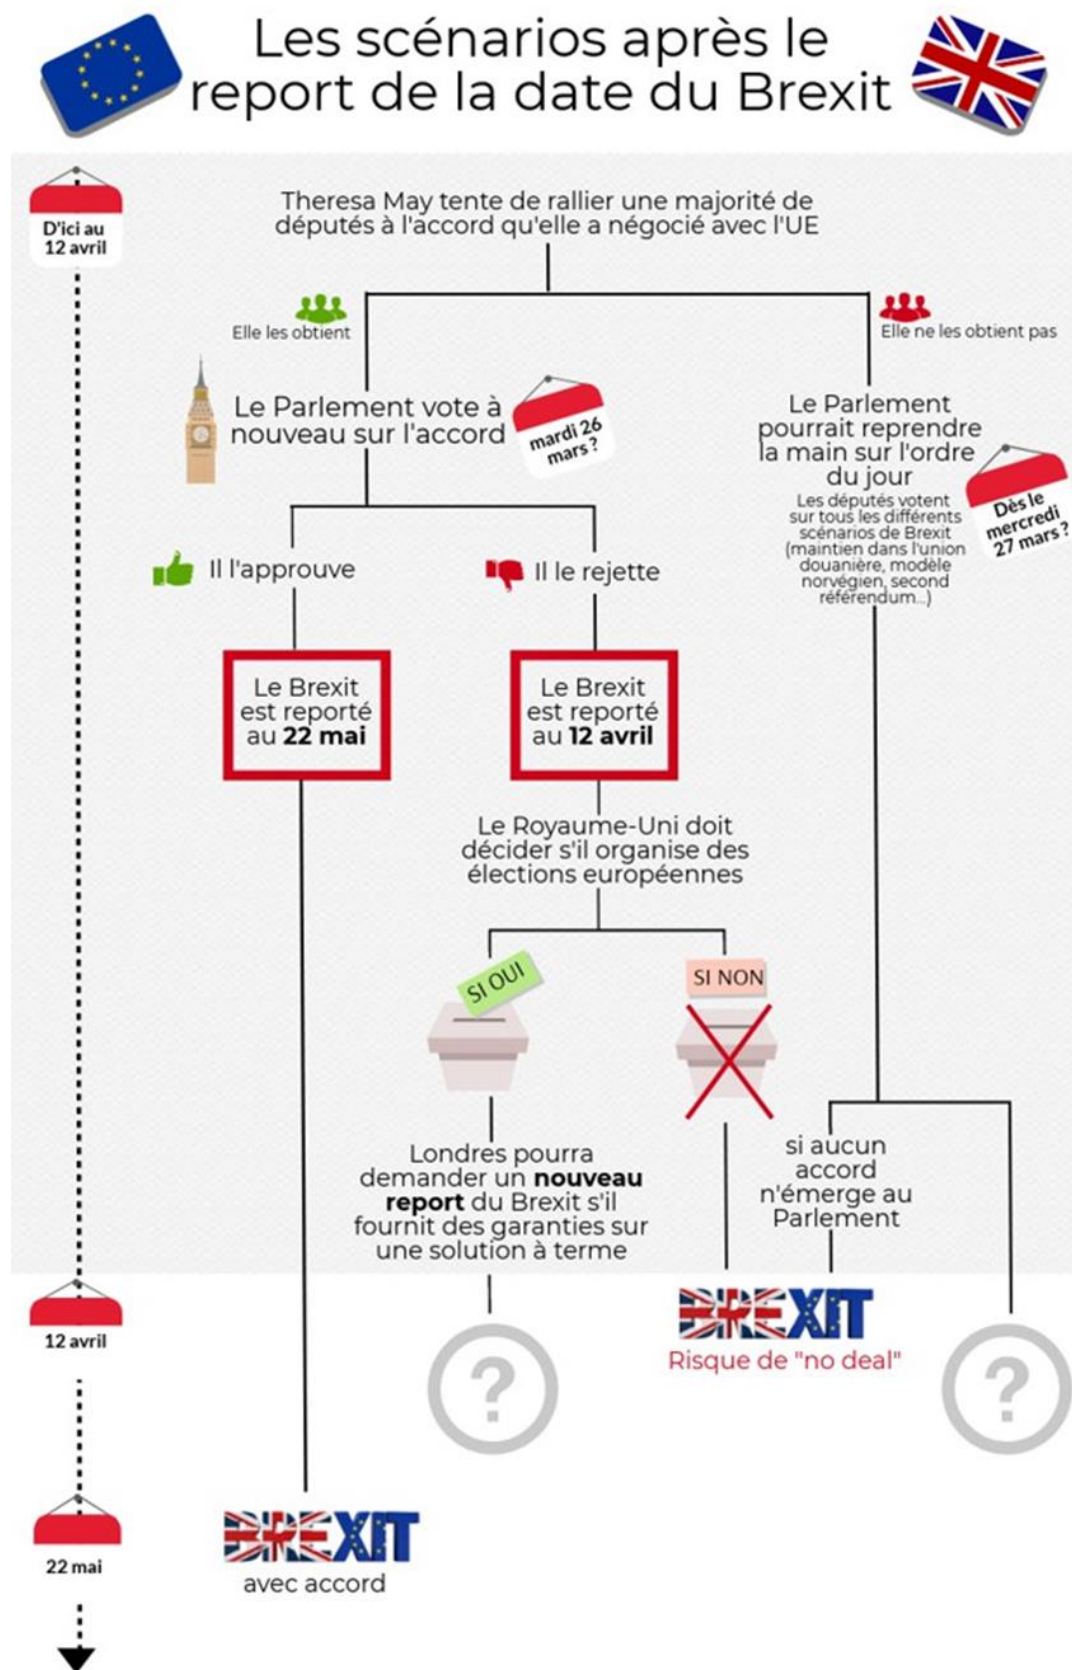 Les scénarios après le
report de la date du Brexit
D'ici au
12 avril
Theresa May tente de rallier une majorité de
députés à l'accord qu'elle a négocié avec l'UE
Elle les obtient
Elle ne les obtient pas
Le Parlement vote à
nouveau sur l'accord
mardi 26
mars ?
Le Parlement
pourrait reprendre
la main sur l'ordre
du jour
Les députés votent
sur tous les différents
scénarios de Brexit
(maintien dans l'union
douanière, modèle
norvégien, second
référendum...)
Dès le
mercredi
27 mars ?
Il l'approuve
Il le rejette
Le Brexit
est reporté
au 22 mai
Le Brexit
est reporté
au 12 avril
Le Royaume-Uni doit
décider s'il organise des
élections européennes
SI OUI
SI NON
Londres pourra
demander un nouveau
report du Brexit s'il
fournit des garanties sur
une solution à terme
si aucun
accord
n'émerge au
Parlement
12 avril
BREXIT
Risque de "no deal"
?
?
22 mai
BREXIT
avec accord